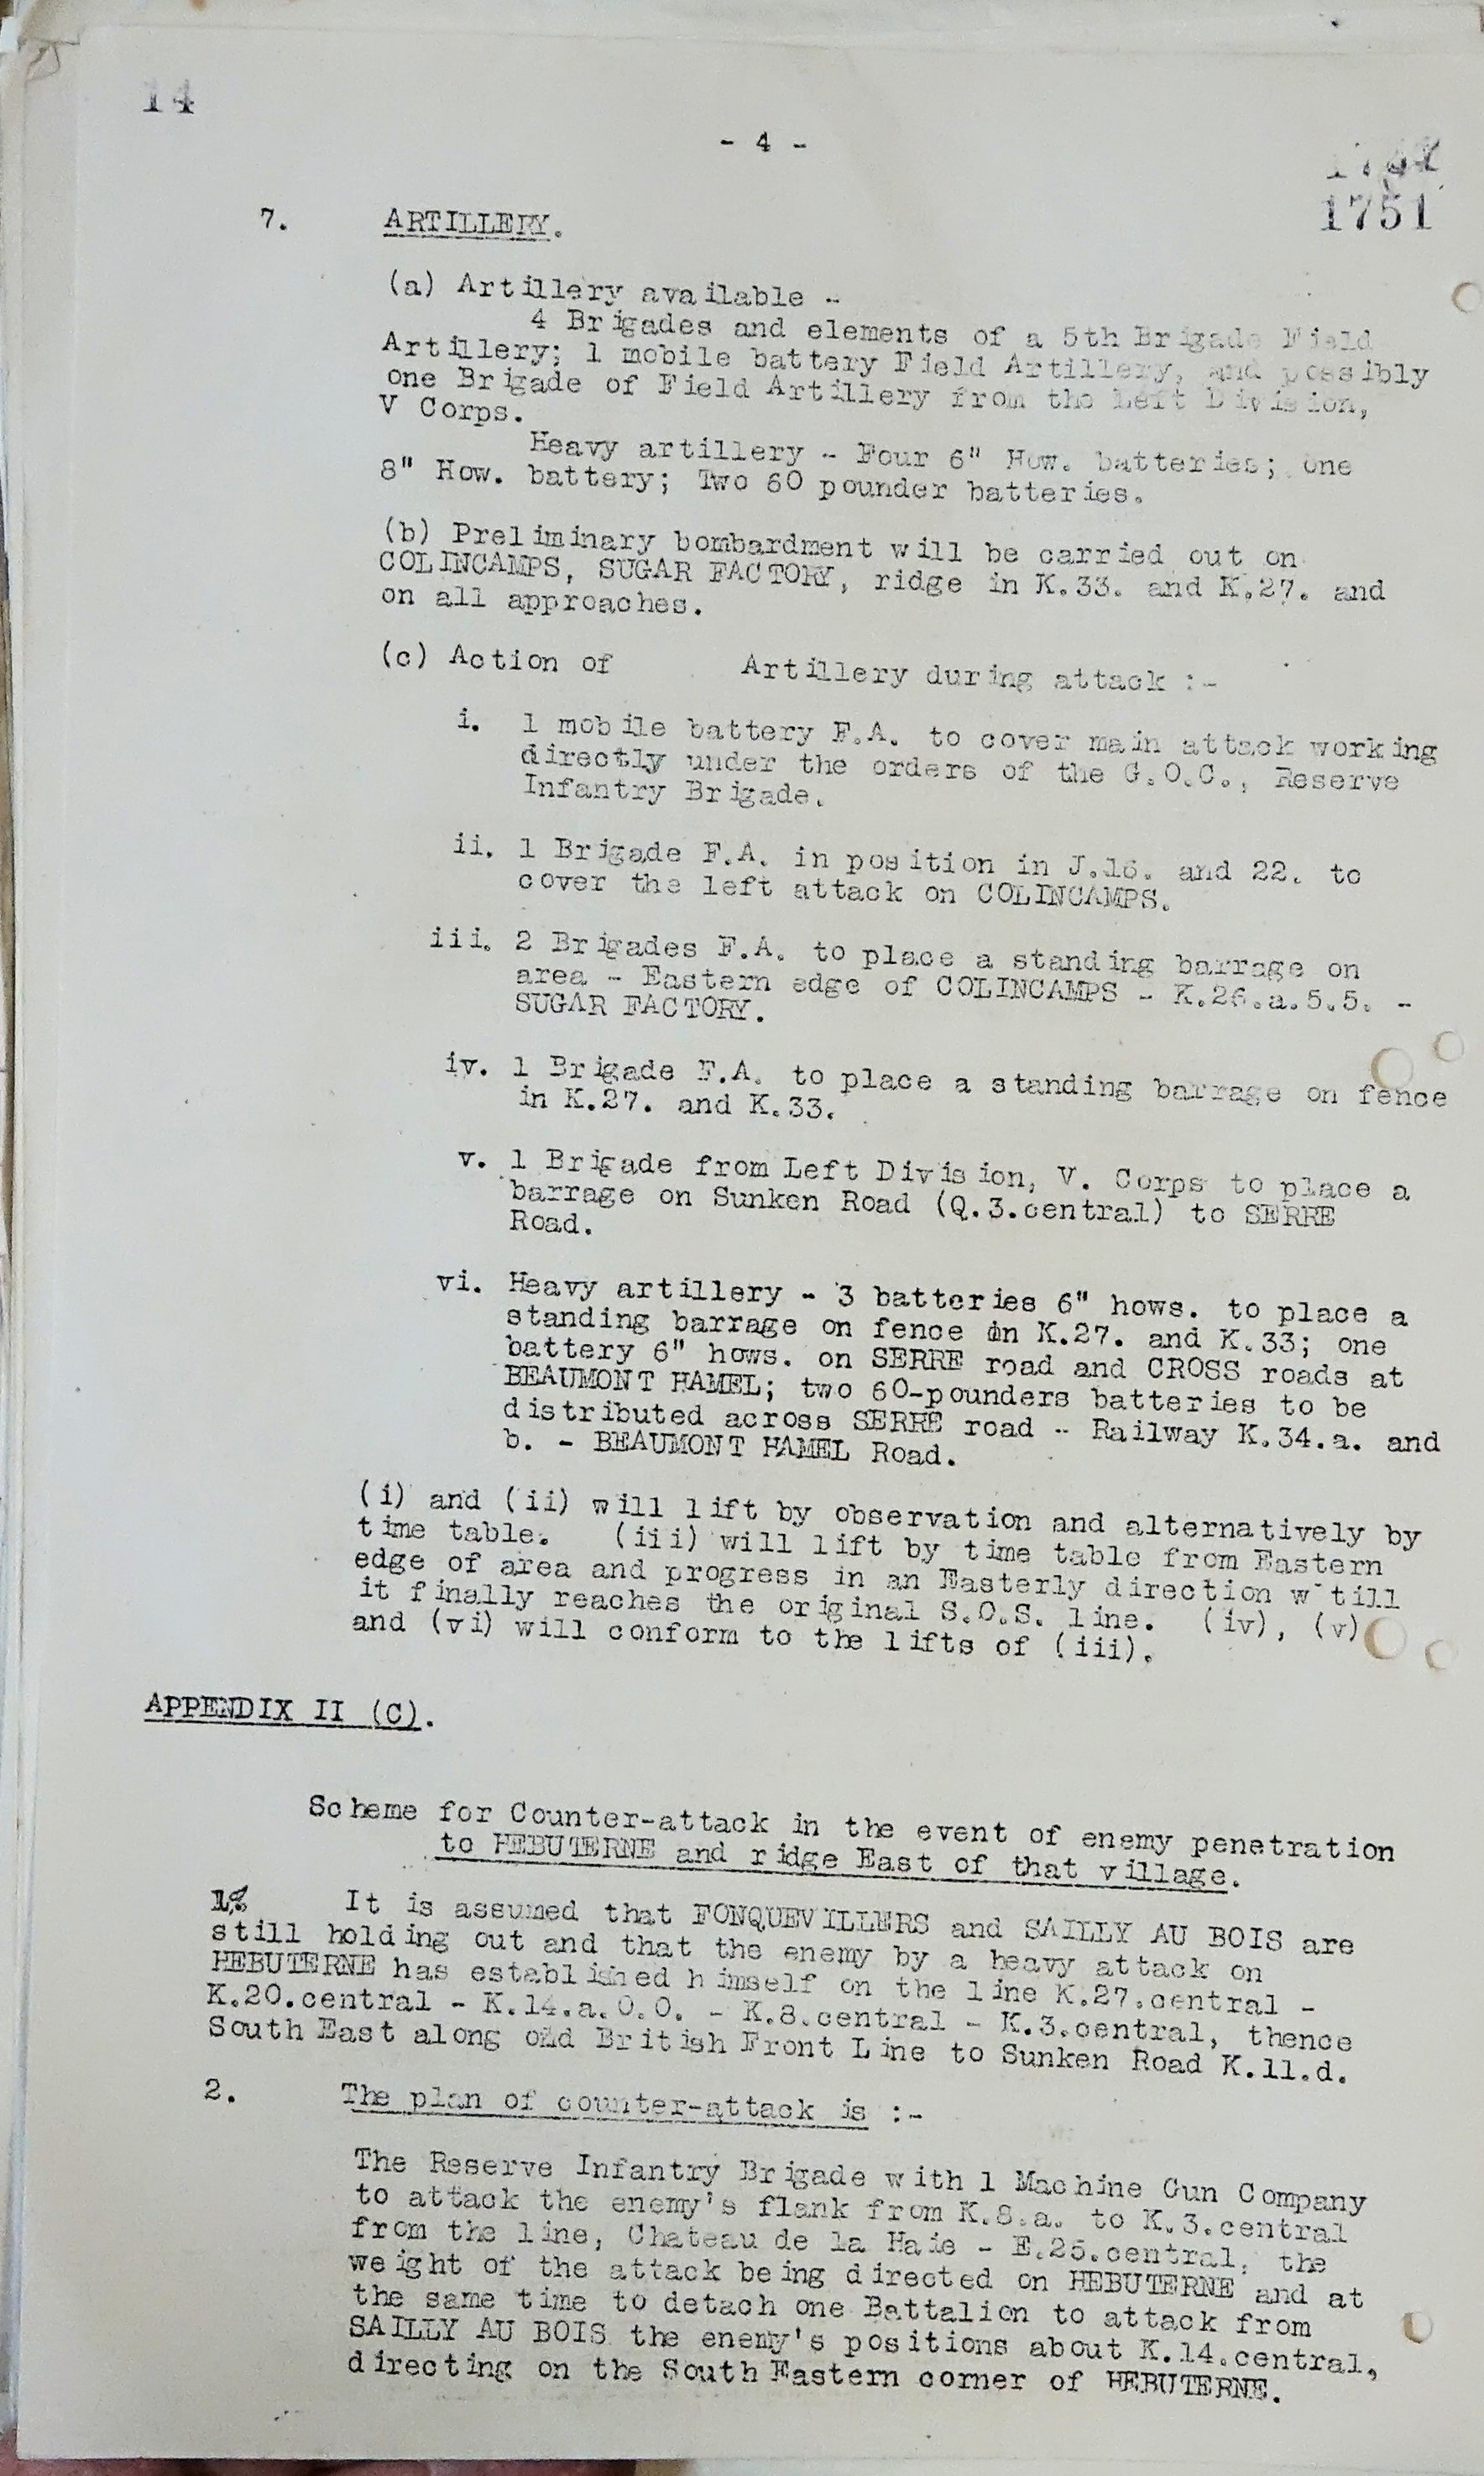 14
- 4 -
1751
7. ARTILLERY.
(a) Artillery available -
4 Brigades and elements of a 5th Brigade Field
Artillery; 1 mobile battery Field Artillery, and possibly
one Brigade of Field Artillery from the Left Division,
V Corps.
Heavy artillery - Four 6" How. batteries; one
8" How. battery; Two 60 pounder batteries.
(b) Preliminary bombardment will be carried out on
COLINCAMPS, SUGAR FACTORY, ridge in K.33. and K.27. and
on all approaches.
(c) Action of Artillery during attack :-
i. 1 mobile battery F.A. to cover main attack working
directly under the orders of the G.O.C., Reserve
Infantry Brigade.
ii. 1 Brigade F.A. in position in J.16. and 22. to
cover the left attack on COLINCAMPS.
iii. 2 Brigades F.A. to place a standing barrage on
area - Eastern edge of COLINCAMPS - K.26.a.5.5. -
SUGAR FACTORY.
iv. 1 Brigade F.A. to place a standing barrage on fence
in K.27. and K.33.
v. 1 Brigade from Left Division, V. Corps to place a
barrage on Sunken Road (Q.3.central) to SERRE
Road.
vi. Heavy artillery - 3 batteries 6" hows. to place a
standing barrage on fence in K.27. and K.33; one
battery 6" hows. on SERRE road and CROSS roads at
BEAUMONT HAMEL; two 60-pounders batteries to be
distributed across SERRE road - Railway K.34.a. and
b. - BEAUMONT HAMEL Road.
(i) and (ii) will lift by observation and alternatively by
time table. (iii) will lift by time table from Eastern
edge of area and progress in an Easterly direction till
it finally reaches the original S.O.S. line. (iv), (v)
and (vi) will conform to the lifts of (iii).
APPENDIX II (C).
Scheme for Counter-attack in the event of enemy penetration
to HEBUTERNE and ridge East of that village.
1. It is assumed that FONQUEVILLERS and SAILLY AU BOIS are
still holding out and that the enemy by a heavy attack on
HEBUTERNE has established himself on the line K.27.central -
K.20.central - K.14.a.0.0. - K.8.central - K.3.central, thence
South East along old British Front Line to Sunken Road K.11.d.
2. The plan of counter-attack is :-
The Reserve Infantry Brigade with 1 Machine Gun Company
to attack the enemy's flank from K.8.a. to K.3.central
from the line, Chateau de la Haie - E.25.central, the
weight of the attack being directed on HEBUTERNE and at
the same time to detach one Battalion to attack from
SAILLY AU BOIS the enemy's positions about K.14.central,
directing on the South Eastern corner of HEBUTERNE.